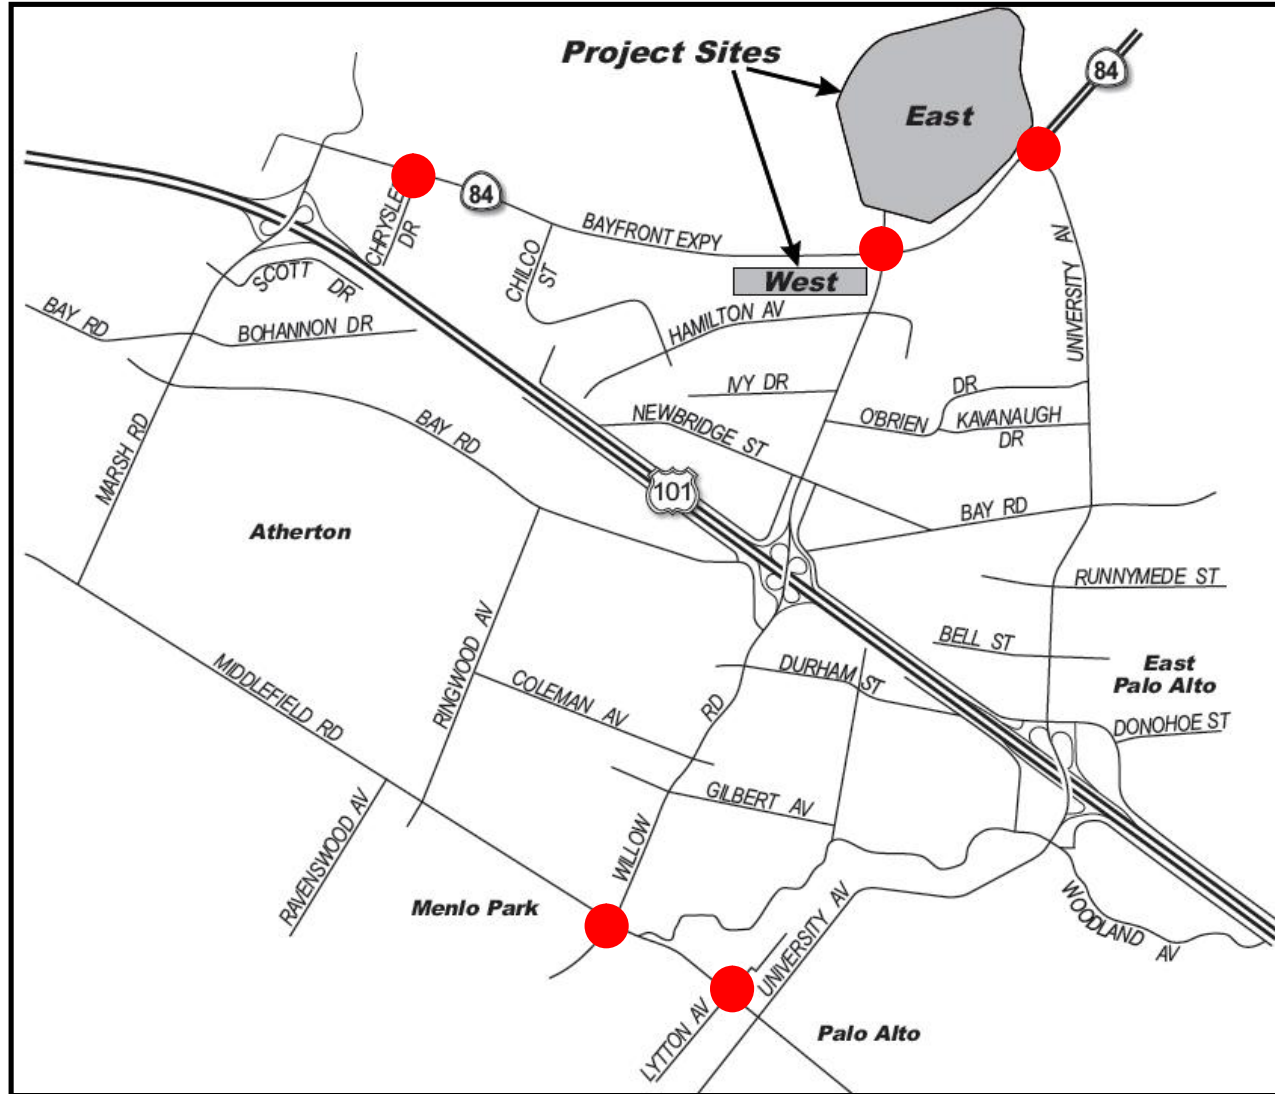 Project Sites
84
East
84
CHRYSLE
DR
BAYFRONT EXPY
CHILCO
ST
West
UNIVERSITY AV
SCOTT
DR
BAY RD
BOHANNON DR
HAMILTON AV
IVY DR
DR
O'BRIEN
KAVANAUGH
DR
NEWBRIDGE ST
BAY RD
MARSH RD
101
BAY RD
Atherton
RUNNYMEDE ST
BELL ST
East
Palo Alto
DURHAM ST
RINGWOOD AV
COLEMAN AV
MIDDLEFIELD RD
WILLOW RD
DONOHOE ST
GILBERT AV
RAVENSWOOD AV
Menlo Park
UNIVERSITY AV
WOODLAND AV
LYTTON AV
Palo Alto